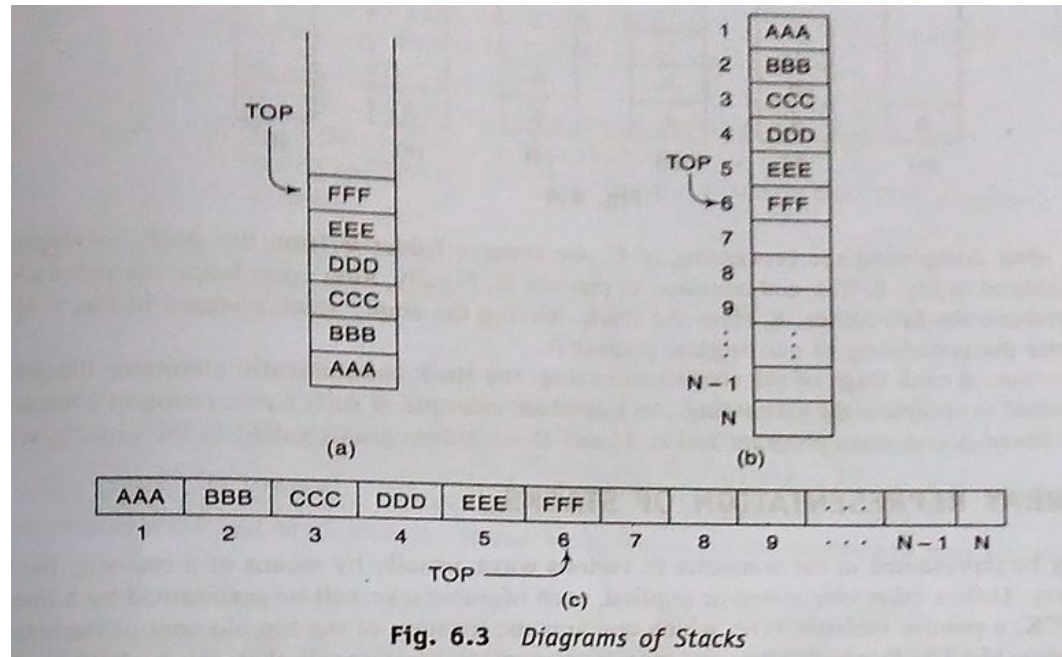 TOP
FFF
EEE
DDD
CCC
BBB
AAA
(a)
1 AAA
2 BBB
3 CCC
4 DDD
TOP 5 EEE
6 FFF
7
8
9
N – 1
N
(b)
AAA BBB CCC DDD EEE FFF . . .
1 2 3 4 5 6 7 8 9 . . . . N – 1 N
TOP
(c)
Fig. 6.3 Diagrams of Stacks